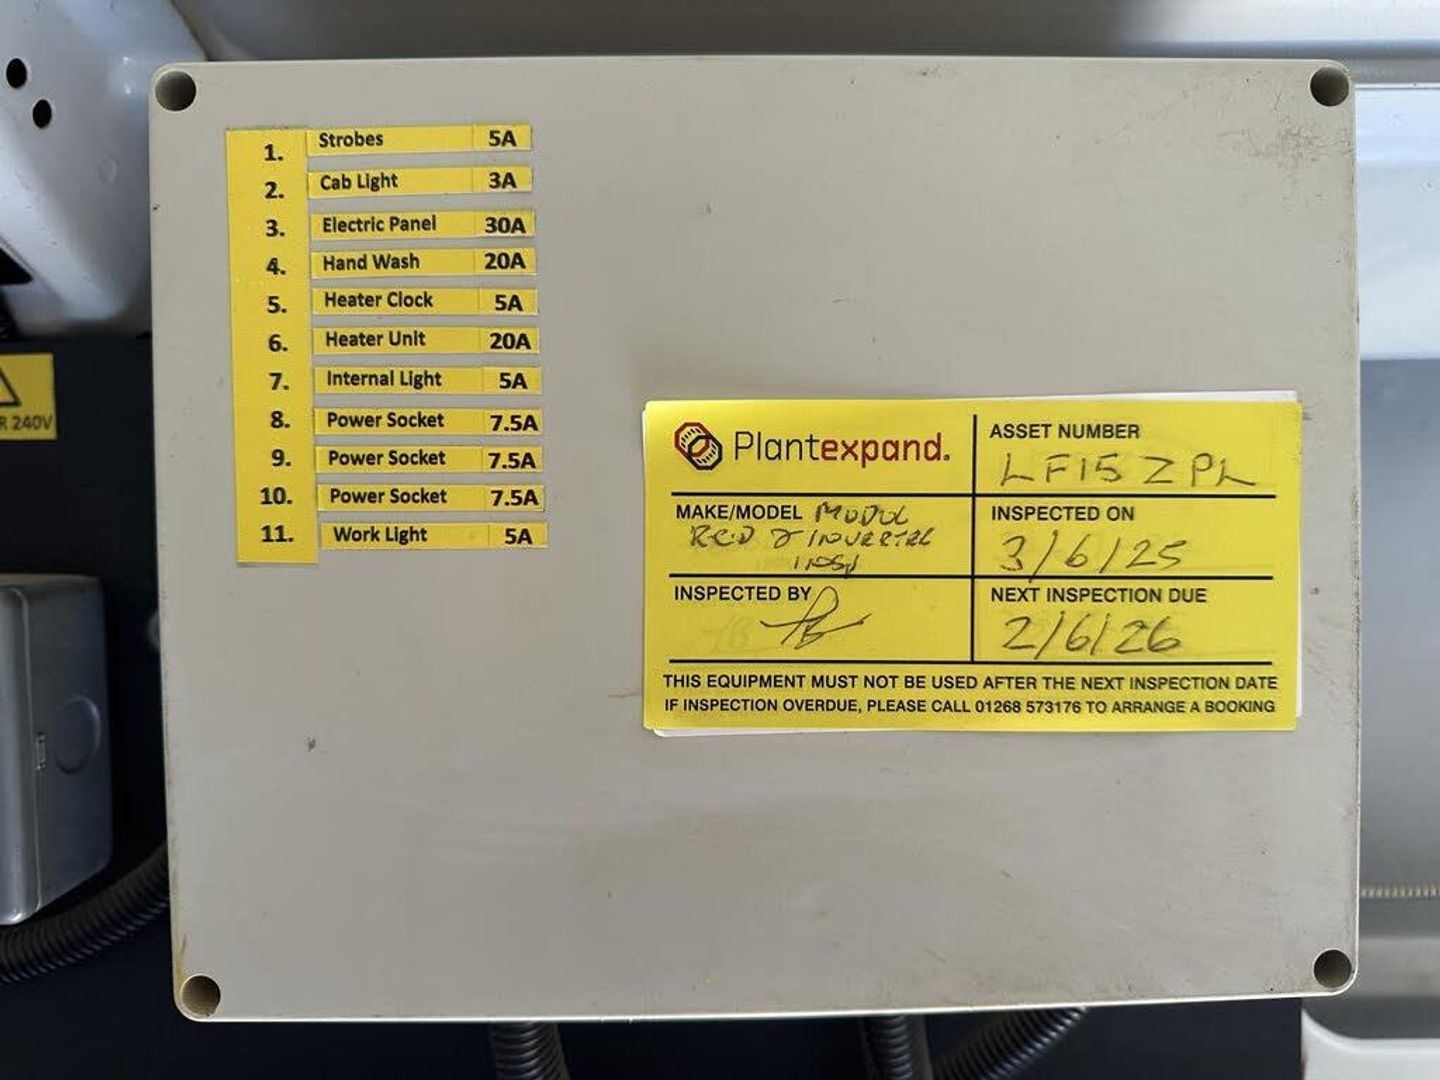 1. Strobes 5A
2. Cab Light 3A
3. Electric Panel 30A
4. Hand Wash 20A
5. Heater Clock 5A
6. Heater Unit 20A
7. Internal Light 5A
8. Power Socket 7.5A
9. Power Socket 7.5A
10. Power Socket 7.5A
11. Work Light 5A
R 240V
Plantexpand.
ASSET NUMBER
LF15 ZPL
MAKE/MODEL
RCD
INSPECTED ON
3/6/25
INSPECTED BY
NEXT INSPECTION DUE
2/6/26
THIS EQUIPMENT MUST NOT BE USED AFTER THE NEXT INSPECTION DATE
IF INSPECTION OVERDUE, PLEASE CALL 01268 573176 TO ARRANGE A BOOKING